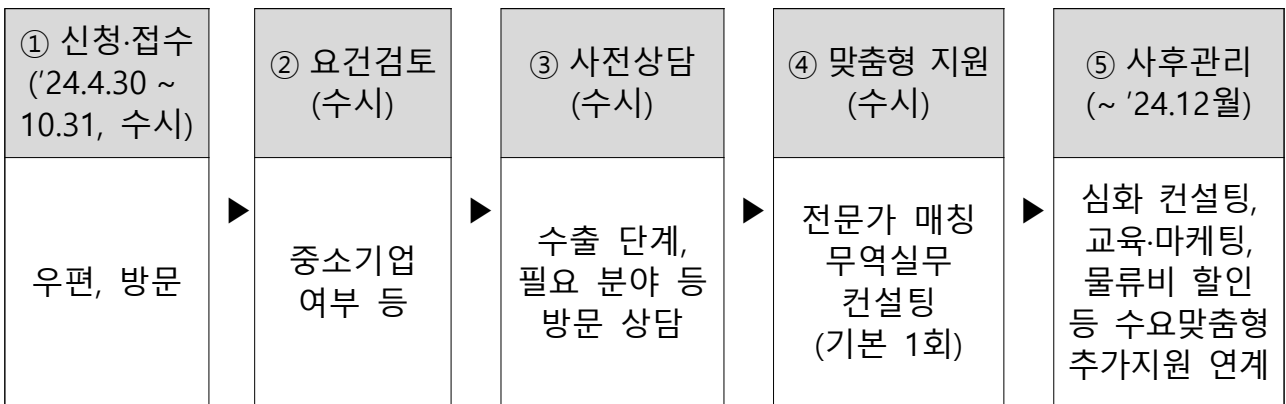 ① 신청·접수
('24.4.30 ~
10.31, 수시)
우편, 방문
▶
② 요건검토
(수시)
중소기업
여부 등
▶
③ 사전상담
(수시)
수출 단계,
필요 분야 등
방문 상담
▶
④ 맞춤형 지원
(수시)
전문가 매칭
무역실무
컨설팅
(기본 1회)
▶
⑤ 사후관리
(~ '24.12월)
심화 컨설팅,
교육·마케팅,
물류비 할인
등 수요맞춤형
추가지원 연계